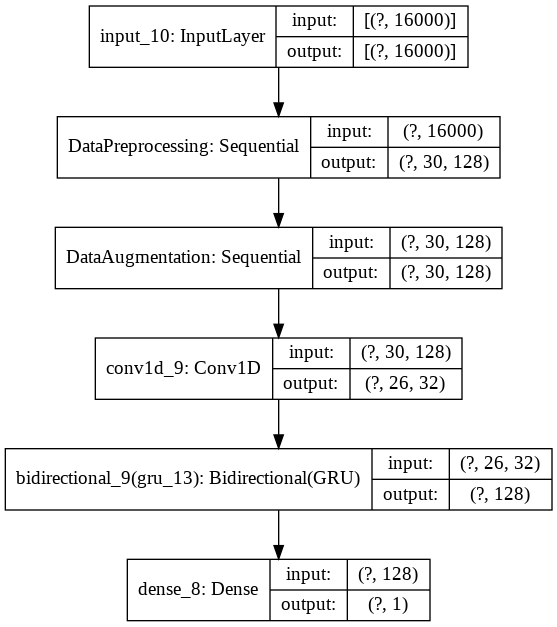 input_10: InputLayer
input: [(?, 16000)]
output: [(?, 16000)]
DataPreprocessing: Sequential
input: (?, 16000)
output: (?, 30, 128)
DataAugmentation: Sequential
input: (?, 30, 128)
output: (?, 30, 128)
conv1d_9: Conv1D
input: (?, 30, 128)
output: (?, 26, 32)
bidirectional_9(gru_13): Bidirectional(GRU)
input: (?, 26, 32)
output: (?, 128)
dense_8: Dense
input: (?, 128)
output: (?, 1)